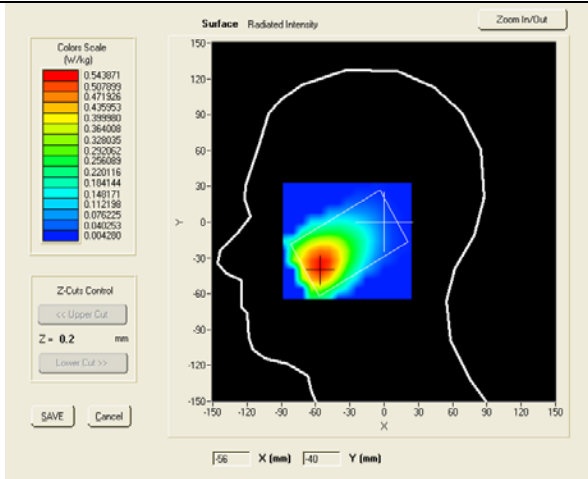 Surface Radiated Intensity
Zoom In/Out
Colors Scale
(W/kg)
0.543871
0.507899
0.471926
0.435953
0.399980
0.364008
0.328035
0.292062
0.256089
0.220116
0.184144
0.148171
0.112198
0.076225
0.040253
0.004280
Z-Cuts Control
<< Upper Cut
Z = 0.2 mm
Lower Cut >>
SAVE Cancel
150
120
90
60
30
0
-30
-60
-90
-120
-150
Y
-150 -120 -90 -60 -30 0 30 60 90 120 150
X
-56 X (mm) -40 Y (mm)